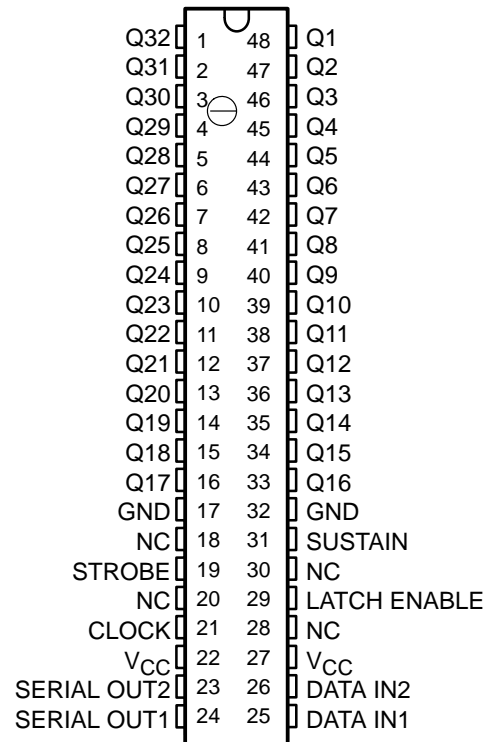 Q32 1 48 Q1
Q31 2 47 Q2
Q30 3 46 Q3
Q29 4 45 Q4
Q28 5 44 Q5
Q27 6 43 Q6
Q26 7 42 Q7
Q25 8 41 Q8
Q24 9 40 Q9
Q23 10 39 Q10
Q22 11 38 Q11
Q21 12 37 Q12
Q20 13 36 Q13
Q19 14 35 Q14
Q18 15 34 Q15
Q17 16 33 Q16
GND 17 32 GND
NC 18 31 SUSTAIN
STROBE 19 30 NC
NC 20 29 LATCH ENABLE
CLOCK 21 28 NC
VCC 22 27 VCC
SERIAL OUT2 23 26 DATA IN2
SERIAL OUT1 24 25 DATA IN1